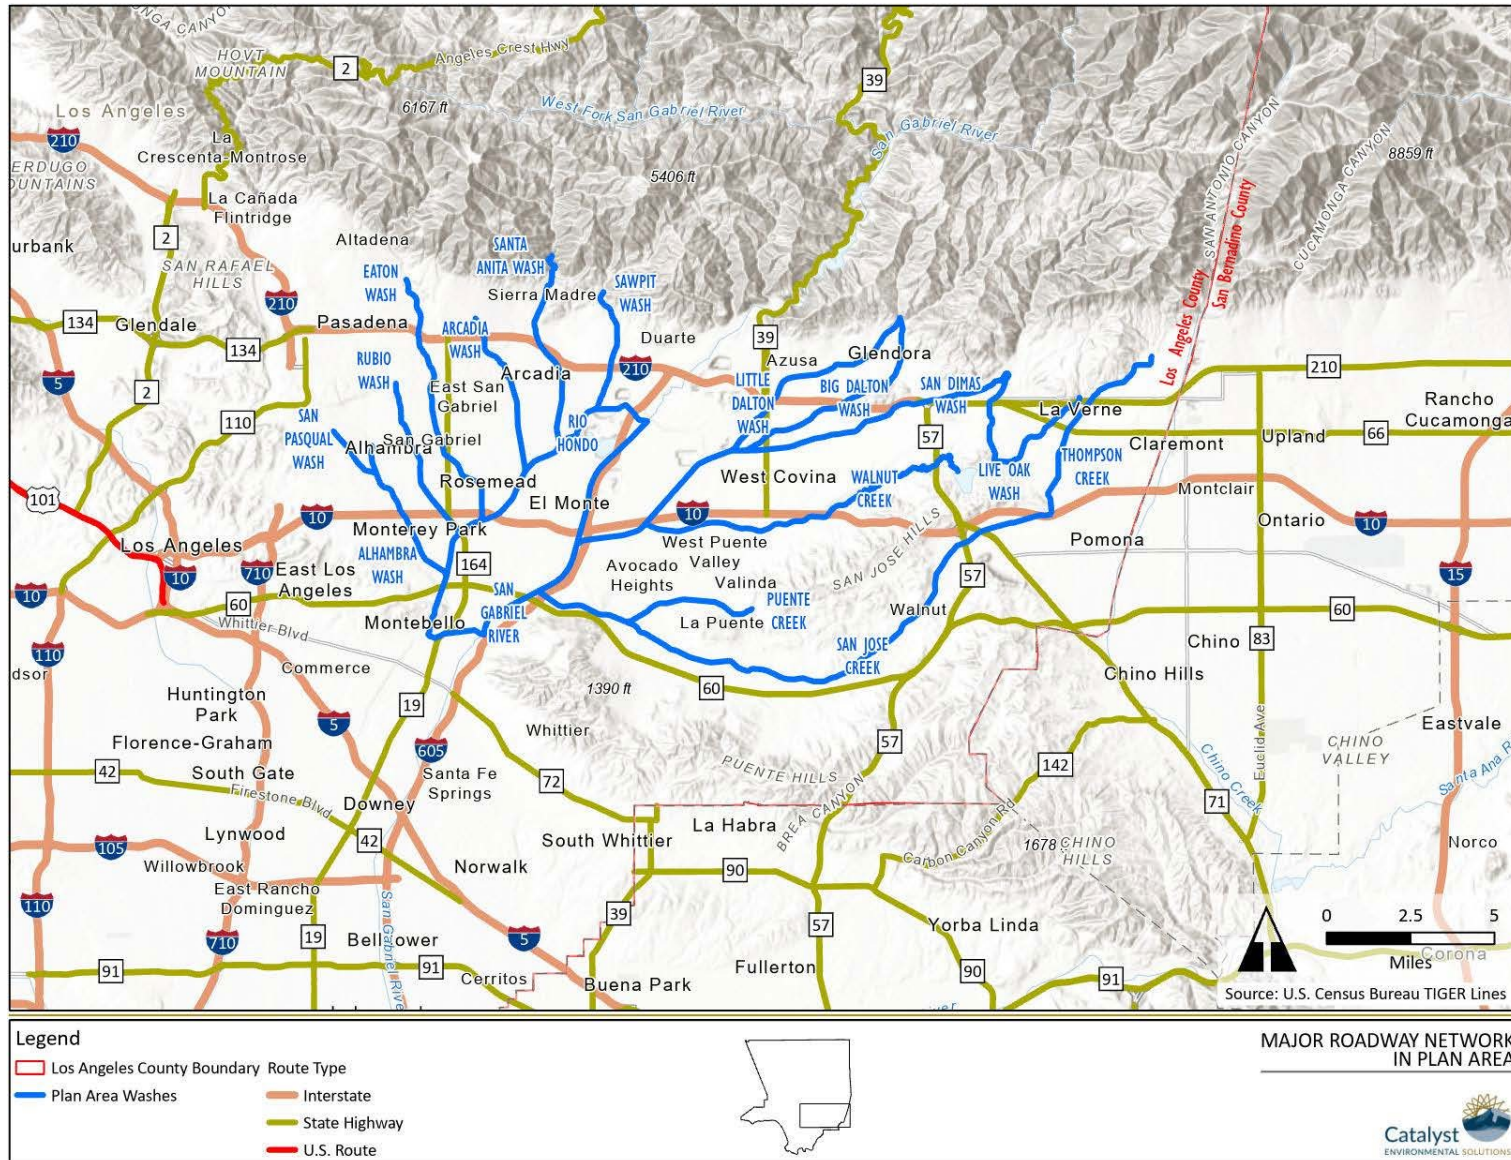 ONGA CANYON
HOYT
MOUNTAIN
2
Angeles Crest Hwy
39
6167 ft
West Fork San Gabriel River
San Gabriel River
Los Angeles
210
La
Crescenta-Montrose
ERDUGO
OUNTAINS
5406 ft
8859 ft
SAN ANTONIO CANYON
CUCAMONGA CANYON
La Cañada
Flintridge
Los Angeles County
San Bernadino County
urbank
2
Altadena
SANTA
ANITA WASH
SAN RAFAEL
HILLS
EATON
WASH
Sierra Madre
SAWPIT
WASH
210
134
Glendale
Pasadena
ARCADIA
WASH
Duarte
39
134
RUBIO
WASH
Azusa
Glendora
5
2
East San
Gabriel
Arcadia
210
LITTLE
DALTON
WASH
BIG DALTON
WASH
SAN DIMAS
WASH
210
110
SAN
PASQUAL
WASH
RIO
HONDO
La Verne
Rancho
Cucamonga
Alhambra
San Gabriel
57
Claremont
Upland
66
Rosemead
West Covina
WALNUT
CREEK
LIVE OAK
WASH
THOMPSON
CREEK
101
El Monte
Montclair
10
Monterey Park
10
Ontario
10
Los Angeles
ALHAMBRA
WASH
West Puente
Valley
SAN JOSE HILLS
Pomona
10
710
East Los
Angeles
164
Avocado
Heights
Valinda
57
15
10
60
SAN
GABRIEL
RIVER
PUENTE
CREEK
Walnut
60
Whittier Blvd
Montebello
La Puente
110
SAN JOSE
CREEK
Chino
83
dsor
Commerce
Chino Hills
Huntington
Park
19
1390 ft
60
5
Whittier
Eastvale
Florence-Graham
605
57
CHINO
VALLEY
42
South Gate
Santa Fe
Springs
72
PUENTE HILLS
142
Chino Creek
Euclid Ave
Santa Ana R
Firestone Blvd
Downey
71
Lynwood
42
South Whittier
La Habra
BREA CANYON
Carbon Canyon Rd
105
Willowbrook
Norwalk
90
1678
CHINO
HILLS
Norco
East Rancho
Dominguez
110
39
Yorba Linda
710
19
San Gabriel River
5
57
0 2.5 5
Miles
Bellflower
91
91
Cerritos
Fullerton
90
91
Corona
Buena Park
iver
Source: U.S. Census Bureau TIGER Lines
Legend
Los Angeles County Boundary
Plan Area Washes
Route Type
Interstate
State Highway
U.S. Route
MAJOR ROADWAY NETWORK
IN PLAN AREA
Catalyst
ENVIRONMENTAL SOLUTIONS